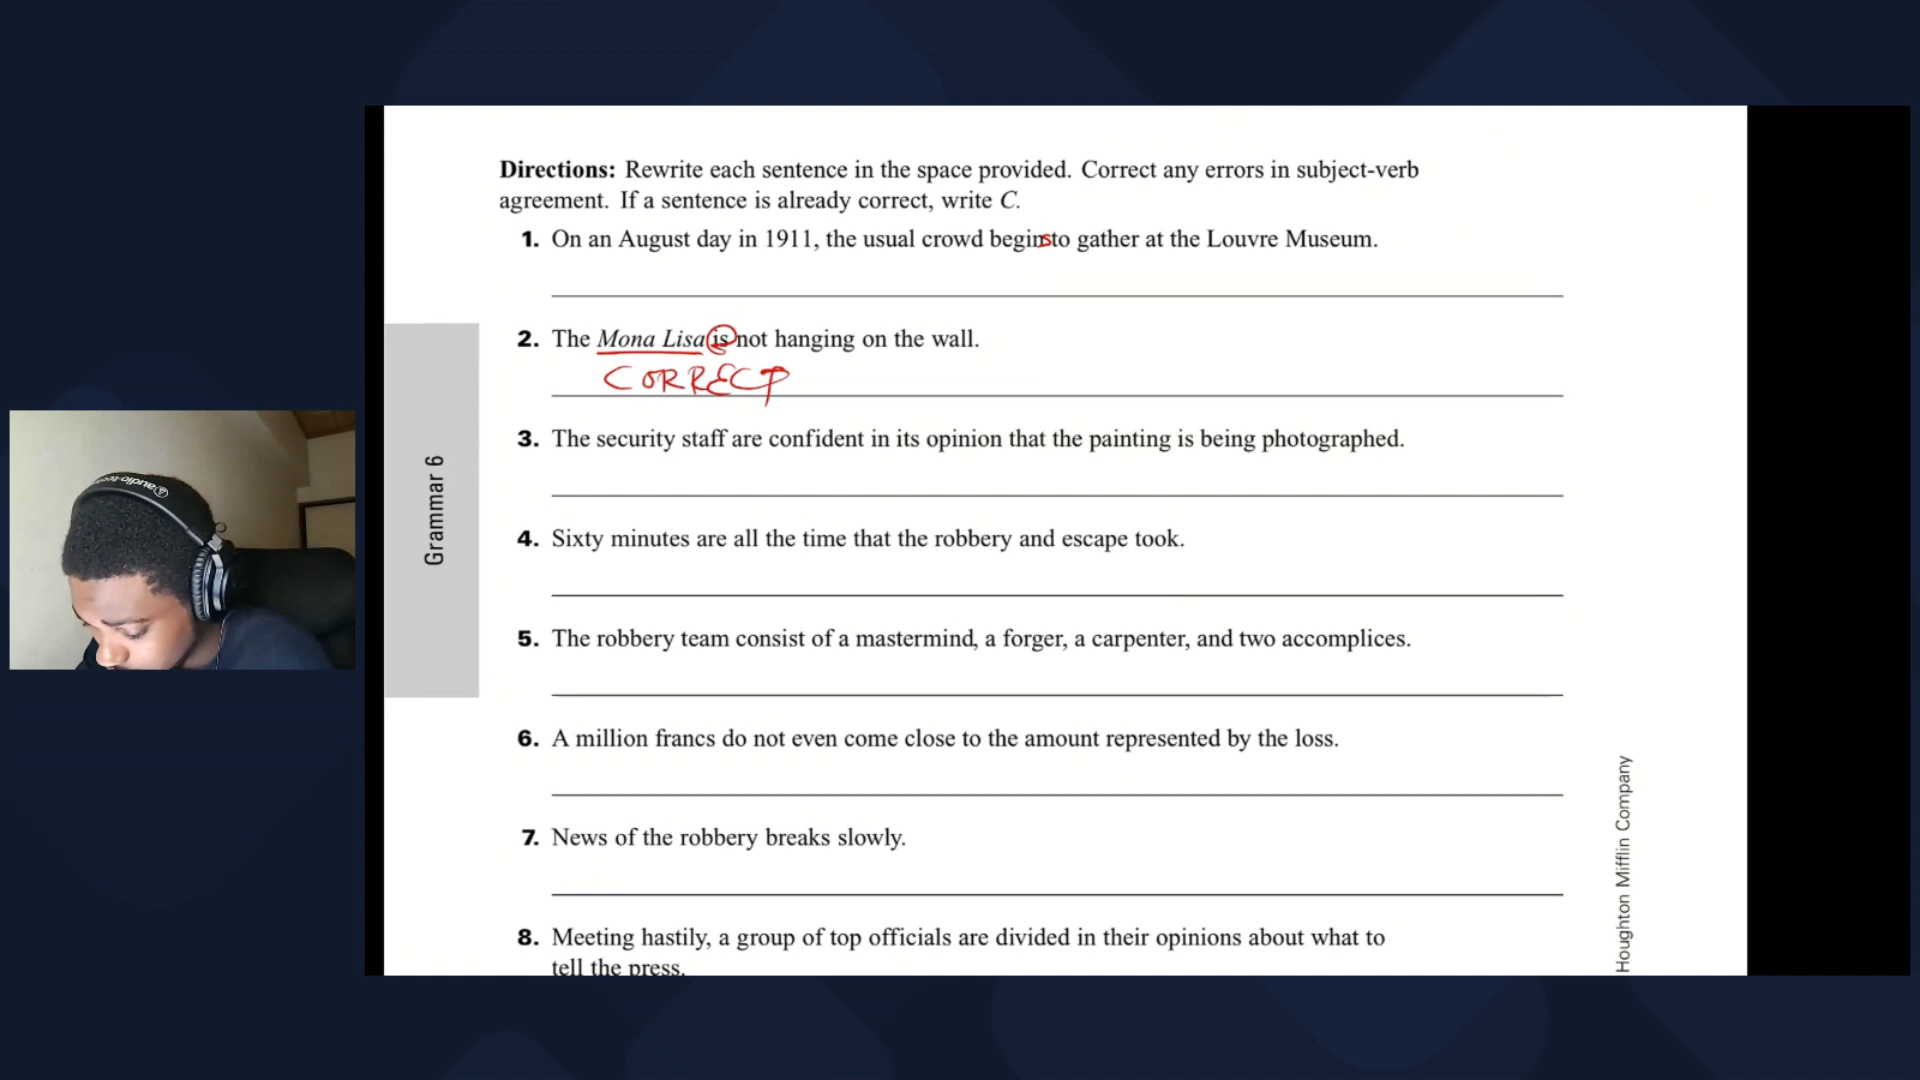 Directions: Rewrite each sentence in the space provided. Correct any errors in subject-verb
agreement. If a sentence is already correct, write C.
1. On an August day in 1911, the usual crowd begins to gather at the Louvre Museum.
2. The Mona Lisa is not hanging on the wall.
CORRECT
3. The security staff are confident in its opinion that the painting is being photographed.
4. Sixty minutes are all the time that the robbery and escape took.
5. The robbery team consist of a mastermind, a forger, a carpenter, and two accomplices.
6. A million francs do not even come close to the amount represented by the loss.
7. News of the robbery breaks slowly.
8. Meeting hastily, a group of top officials are divided in their opinions about what to
tell the press.
Grammar 6
Houghton Mifflin Company